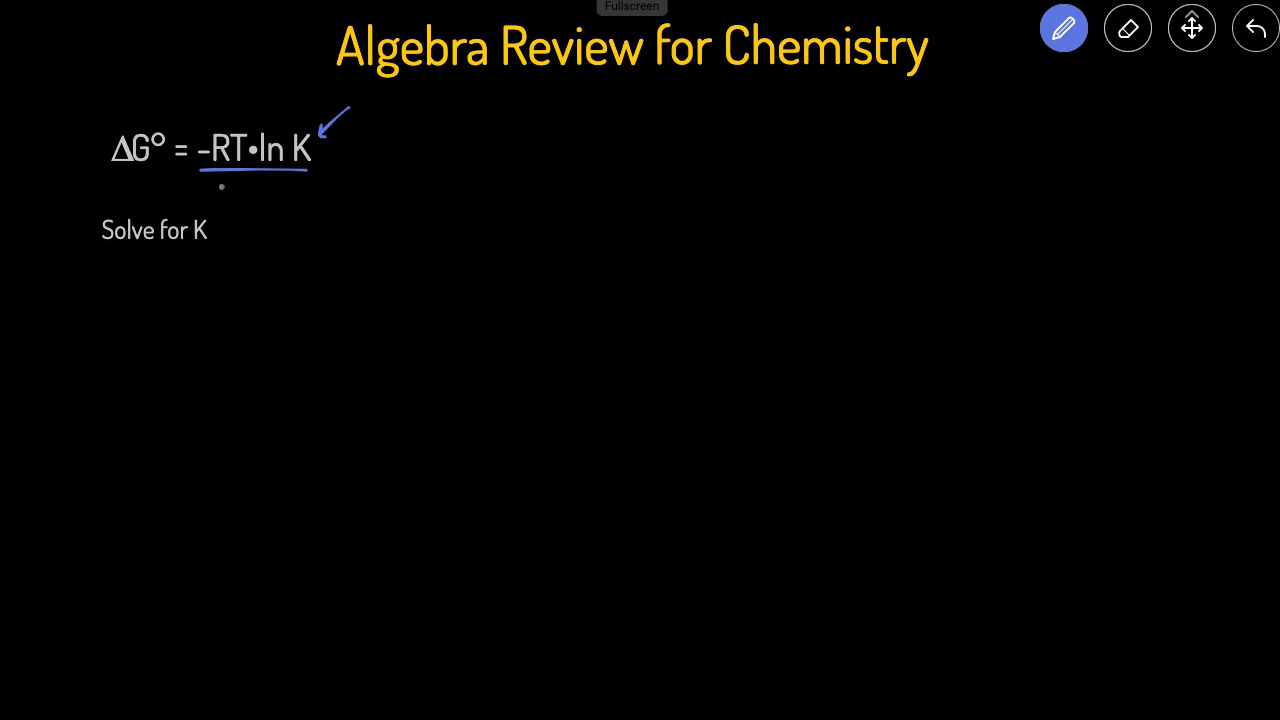 Fullscreen
Algebra Review for Chemistry
ΔG° = -RT•ln K
Solve for K